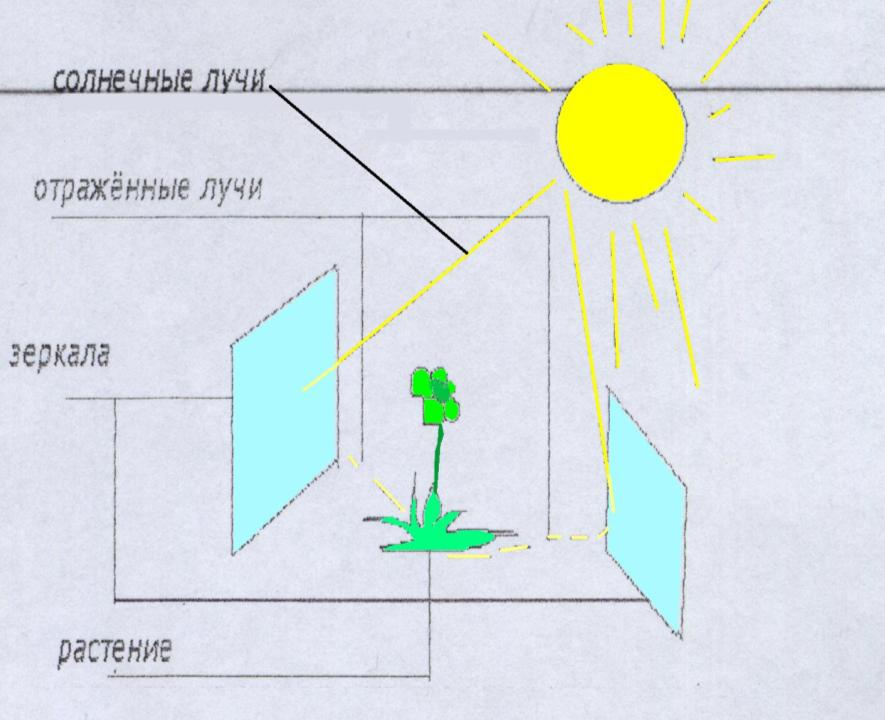 солнечные лучи
отражённые лучи
зеркала
растение